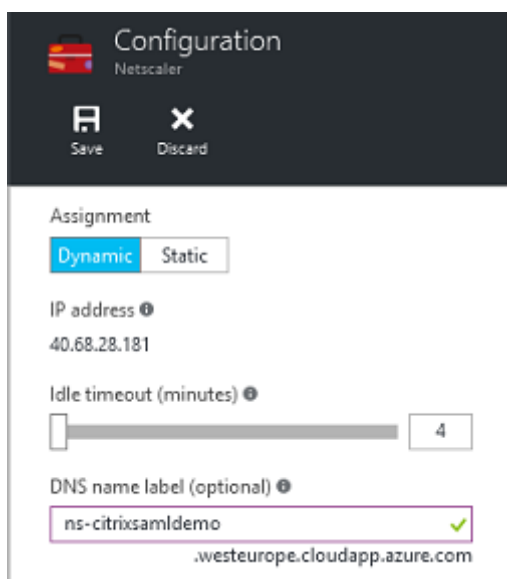 Configuration
Netscaler
Save Discard
Assignment
Dynamic Static
IP address
40.68.28.181
Idle timeout (minutes)
4
DNS name label (optional)
ns-citrixsamldemo
.westeurope.cloudapp.azure.com